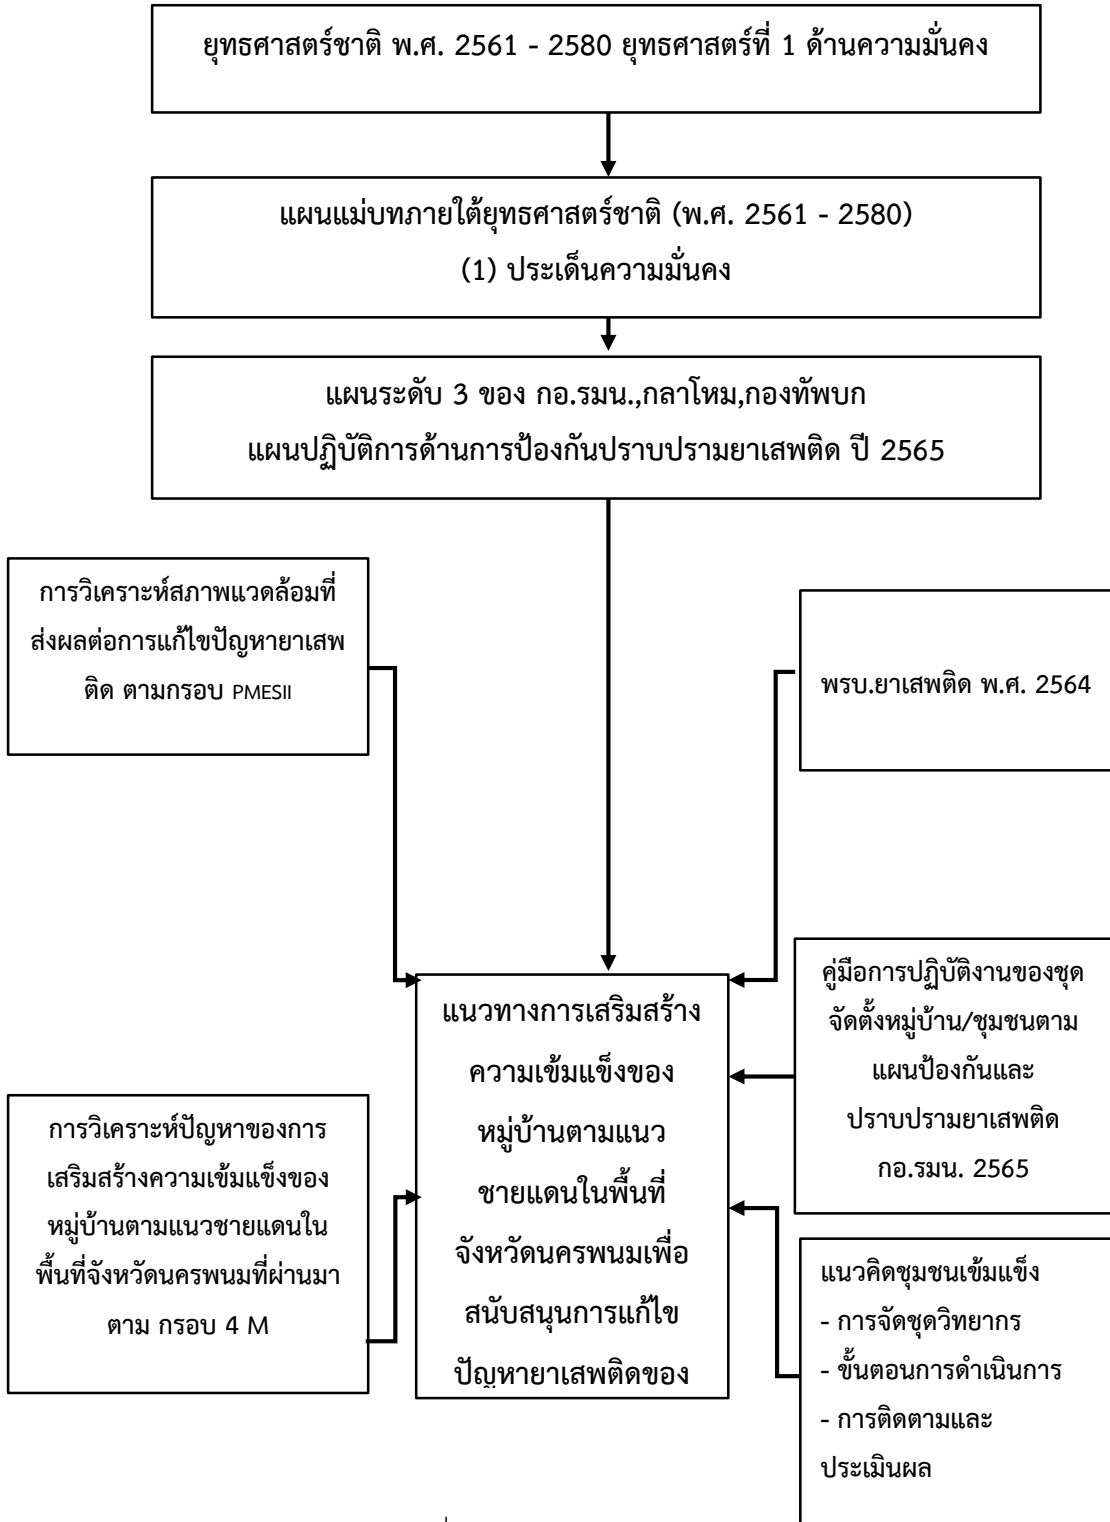 ยุทธศาสตร์ชาติ พ.ศ. 2561 - 2580 ยุทธศาสตร์ที่ 1 ด้านความมั่นคง
แผนแม่บทภายใต้ยุทธศาสตร์ชาติ (พ.ศ. 2561 - 2580)
(1) ประเด็นความมั่นคง
แผนระดับ 3 ของ กอ.รมน.,กลาโหม,กองทัพบก
แผนปฏิบัติการด้านการป้องกันปราบปรามยาเสพติด ปี 2565
การวิเคราะห์สภาพแวดล้อมที่
ส่งผลต่อการแก้ไขปัญหายาเสพ
ติด ตามกรอบ PMESII
พรบ.ยาเสพติด พ.ศ. 2564
คู่มือการปฏิบัติงานของชุด
จัดตั้งหมู่บ้าน/ชุมชนตาม
แผนป้องกันและ
ปราบปรามยาเสพติด
กอ.รมน. 2565
แนวทางการเสริมสร้าง
ความเข้มแข็งของ
หมู่บ้านตามแนว
ชายแดนในพื้นที่
จังหวัดนครพนมเพื่อ
สนับสนุนการแก้ไข
ปัญหายาเสพติดของ
การวิเคราะห์ปัญหาของการ
เสริมสร้างความเข้มแข็งของ
หมู่บ้านตามแนวชายแดนใน
พื้นที่จังหวัดนครพนมที่ผ่านมา
ตาม กรอบ 4 M
แนวคิดชุมชนเข้มแข็ง
- การจัดชุดวิทยากร
- ขั้นตอนการดำเนินการ
- การติดตามและ
ประเมินผล